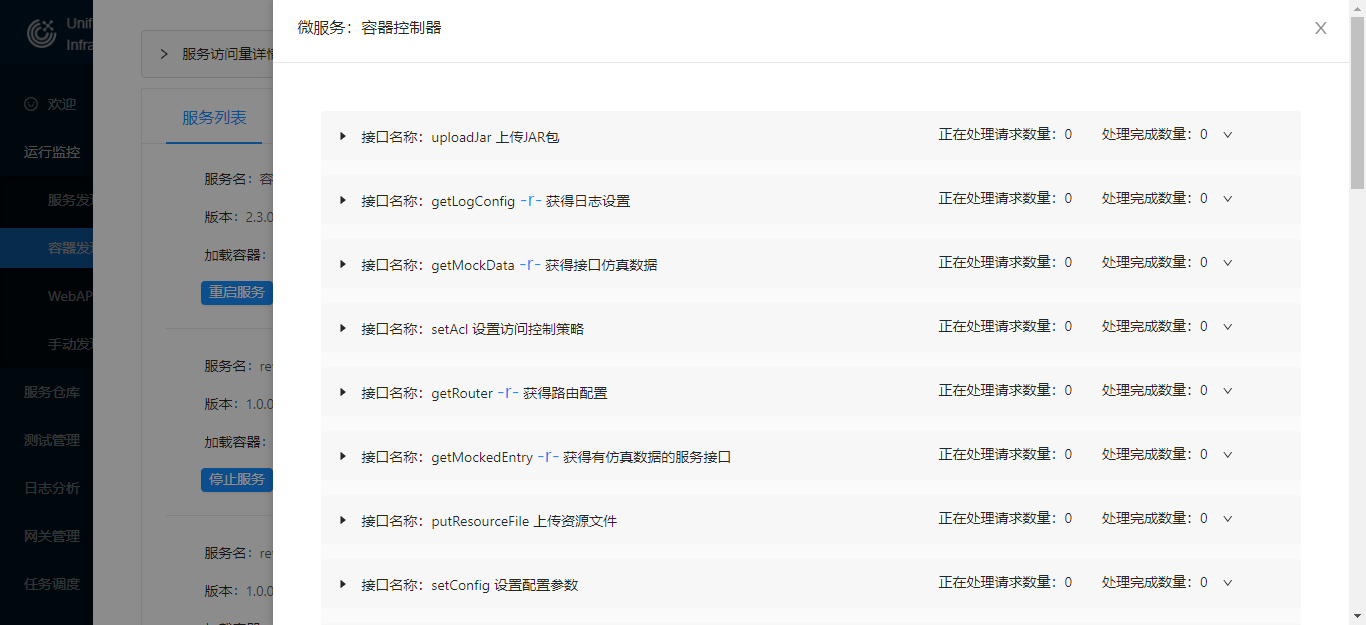 Unif
Infra
欢迎
运行监控
服务发现
容器发现
WebAP
手动发现
服务仓库
测试管理
日志分析
网关管理
任务调度
服务访问量详情
服务列表
服务名：容
版本：2.3.0
加载容器：
重启服务
服务名：re
版本：1.0.0
加载容器：
停止服务
服务名：re
版本：1.0.0
微服务：容器控制器
X
接口名称：uploadJar 上传JAR包 正在处理请求数量：0 处理完成数量：0
接口名称：getLogConfig -r- 获得日志设置 正在处理请求数量：0 处理完成数量：0
接口名称：getMockData -r- 获得接口仿真数据 正在处理请求数量：0 处理完成数量：0
接口名称：setAcl 设置访问控制策略 正在处理请求数量：0 处理完成数量：0
接口名称：getRouter -r- 获得路由配置 正在处理请求数量：0 处理完成数量：0
接口名称：getMockedEntry -r- 获得有仿真数据的服务接口 正在处理请求数量：0 处理完成数量：0
接口名称：putResourceFile 上传资源文件 正在处理请求数量：0 处理完成数量：0
接口名称：setConfig 设置配置参数 正在处理请求数量：0 处理完成数量：0